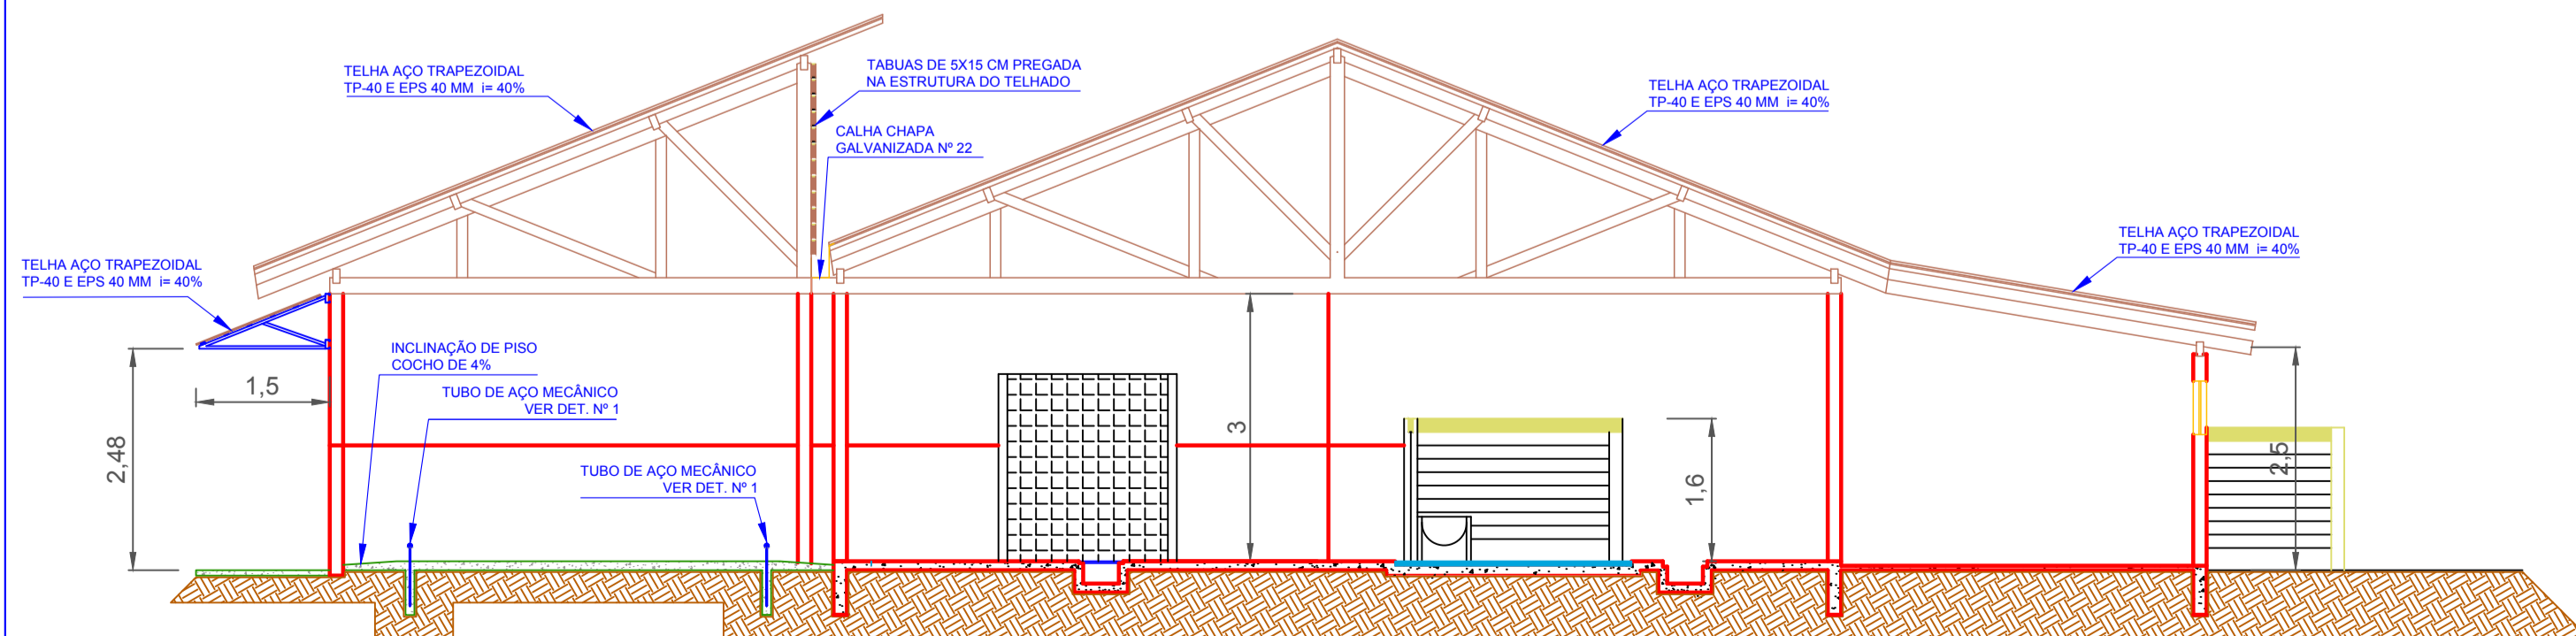 TELHA AÇO TRAPEZOIDAL
TP-40 E EPS 40 MM  i= 40%
TABUAS DE 5X15 CM PREGADA
NA ESTRUTURA DO TELHADO
TELHA AÇO TRAPEZOIDAL
TP-40 E EPS 40 MM  i= 40%
CALHA CHAPA
GALVANIZADA Nº 22
TELHA AÇO TRAPEZOIDAL
TP-40 E EPS 40 MM  i= 40%
TELHA AÇO TRAPEZOIDAL
TP-40 E EPS 40 MM  i= 40%
INCLINAÇÃO DE PISO
COCHO DE 4%
1,5
TUBO DE AÇO MECÂNICO
VER DET. Nº 1
2,48
3
2,5
TUBO DE AÇO MECÂNICO
VER DET. Nº 1
1,6